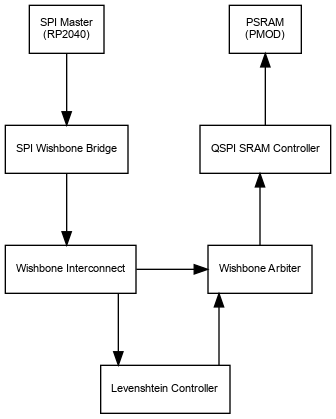 SPI Master
(RP2040)
PSRAM
(PMOD)
SPI Wishbone Bridge
QSPI SRAM Controller
Wishbone Interconnect
Wishbone Arbiter
Levenshtein Controller